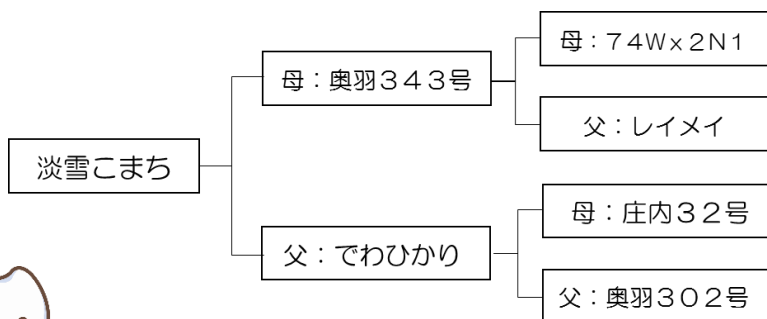 母：７４Ｗｘ２Ｎ１
母：奥羽３４３号
父：レイメイ
淡雪こまち
母：庄内３２号
父：でわひかり
父：奥羽３０２号